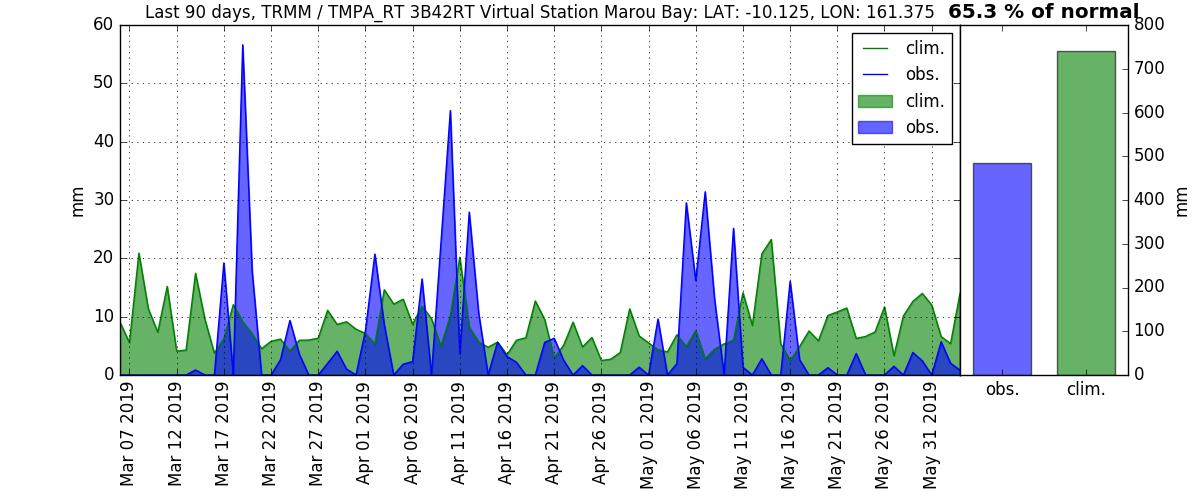 Last 90 days, TRMM / TMPA_RT 3B42RT Virtual Station Marou Bay: LAT: -10.125, LON: 161.375
65.3 % of normal
60
50
40
30
20
10
0
mm
clim.
obs.
clim.
obs.
Mar 07 2019
Mar 12 2019
Mar 17 2019
Mar 22 2019
Mar 27 2019
Apr 01 2019
Apr 06 2019
Apr 11 2019
Apr 16 2019
Apr 21 2019
Apr 26 2019
May 01 2019
May 06 2019
May 11 2019
May 16 2019
May 21 2019
May 26 2019
May 31 2019
800
700
600
500
400
300
200
100
0
mm
obs.
clim.